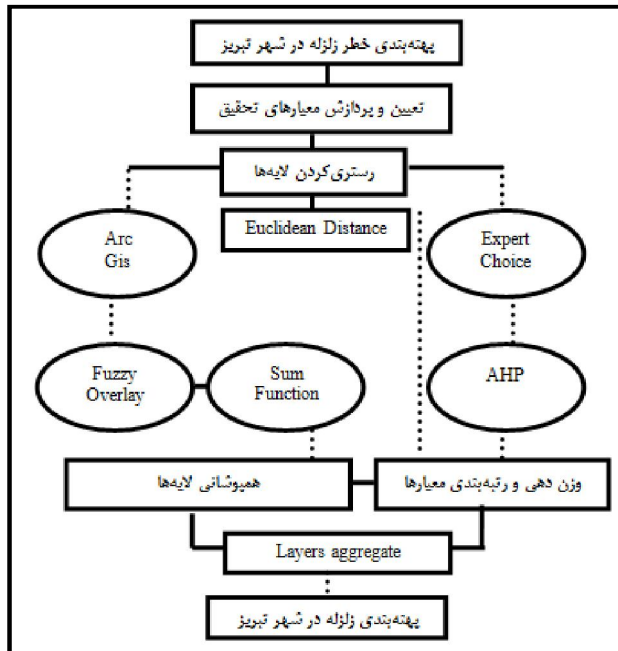 پهته‌بندی خطر زلزله در شهر تبریز
تعیین و پردازش معیارهای تحقیق
رستری‌کردن لایه‌ها
Euclidean Distance
Arc
Gis
Expert
Choice
Fuzzy
Overlay
Sum
Function
AHP
همپوشانی لایه‌ها
وزن دهی و رتبه‌بندی معیارها
Layers aggregate
پهته‌بندی زلزله در شهر تبریز